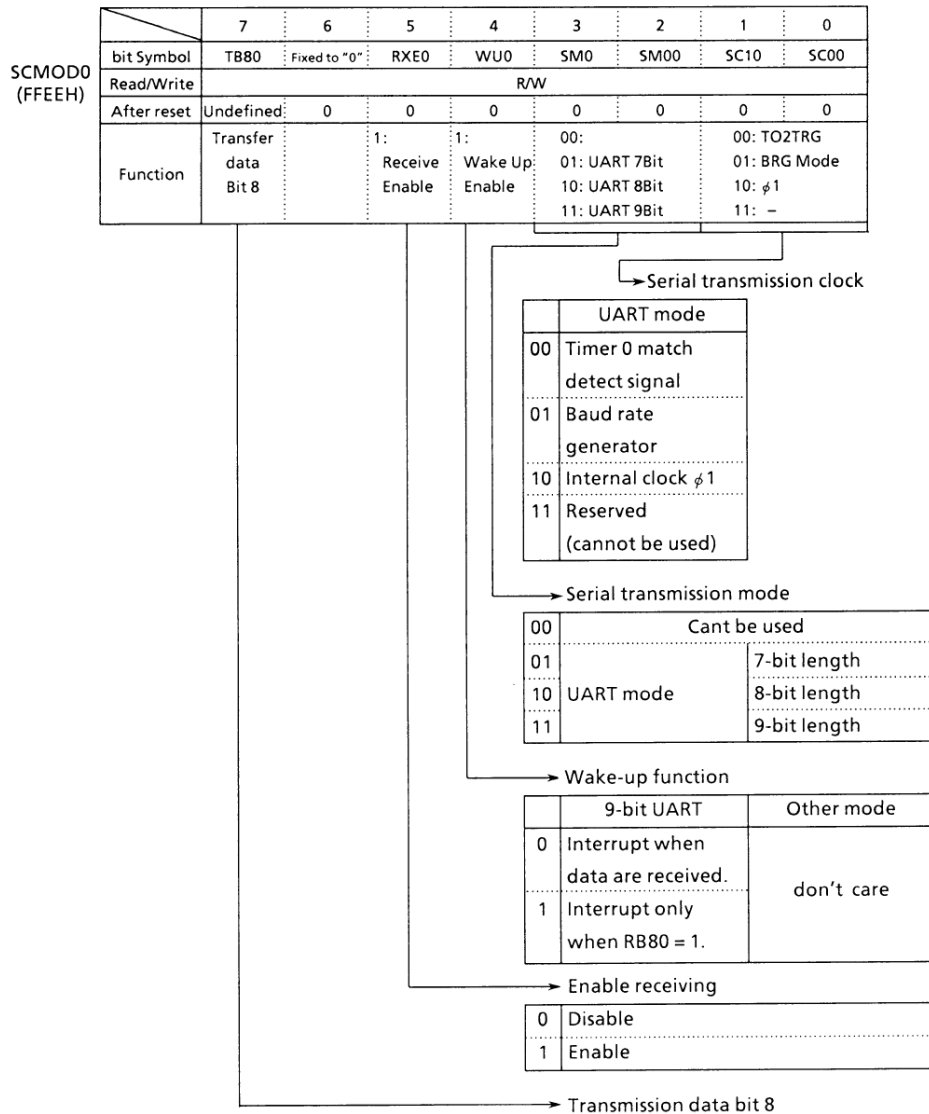 7 6 5 4 3 2 1 0
bit Symbol TB80 Fixed to "0" RXE0 WU0 SM0 SM00 SC10 SC00
SCMOD0
(FFEEH)
Read/Write R/W
After reset Undefined 0 0 0 0 0 0 0
Function
Transfer
data
Bit 8
1:
Receive
Enable
1:
Wake Up
Enable
00:
01: UART 7Bit
10: UART 8Bit
11: UART 9Bit
00: TO2TRG
01: BRG Mode
10: ϕ1
11: –
Serial transmission clock
UART mode
00 Timer 0 match
detect signal
01 Baud rate
generator
10 Internal clock ϕ1
11 Reserved
(cannot be used)
Serial transmission mode
00 Cant be used
01 7-bit length
10 UART mode 8-bit length
11 9-bit length
Wake-up function
9-bit UART Other mode
0 Interrupt when
data are received.
don't care
1 Interrupt only
when RB80 = 1.
Enable receiving
0 Disable
1 Enable
Transmission data bit 8